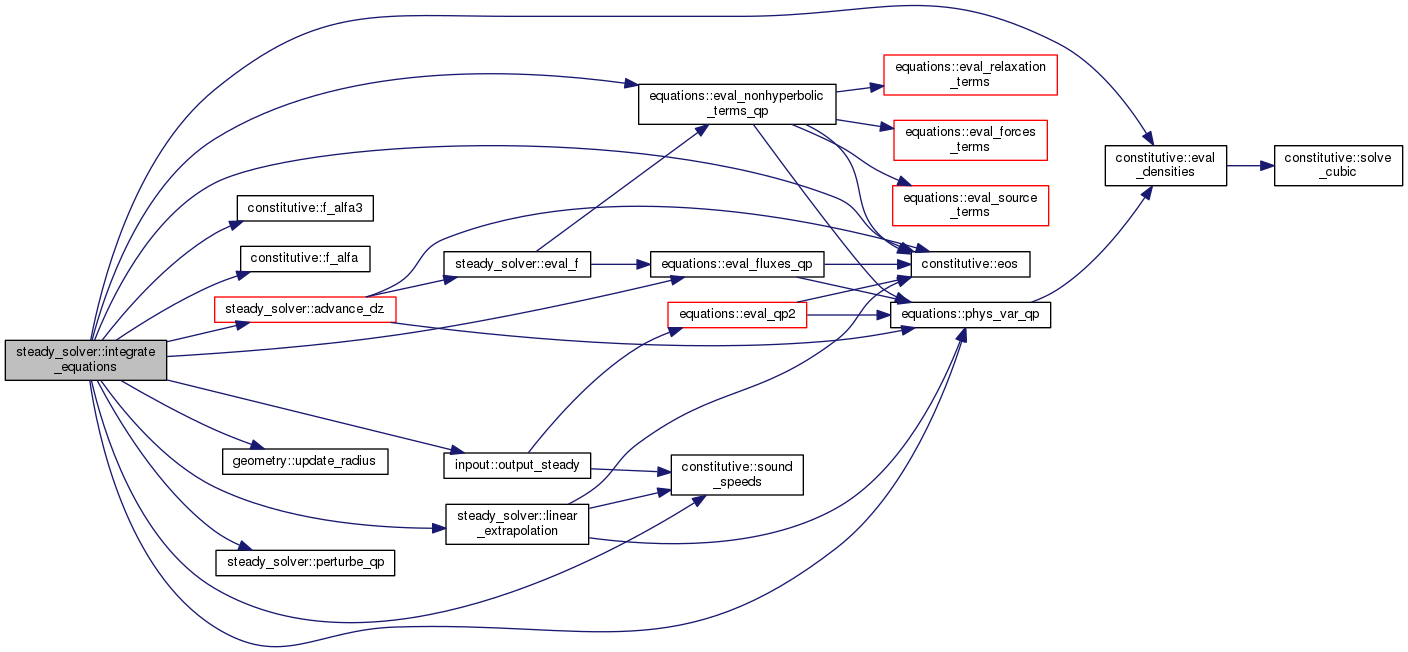 equations::eval_relaxation
_terms
equations::eval_nonhyperbolic
_terms_qp
equations::eval_forces
_terms
constitutive::eval
_densities
constitutive::solve
_cubic
equations::eval_source
_terms
constitutive::f_alfa3
constitutive::f_alfa
steady_solver::eval_f
equations::eval_fluxes_qp
constitutive::eos
steady_solver::advance_dz
equations::eval_qp2
equations::phys_var_qp
steady_solver::integrate
_equations
geometry::update_radius
inpout::output_steady
constitutive::sound
_speeds
steady_solver::linear
_extrapolation
steady_solver::perturbe_qp